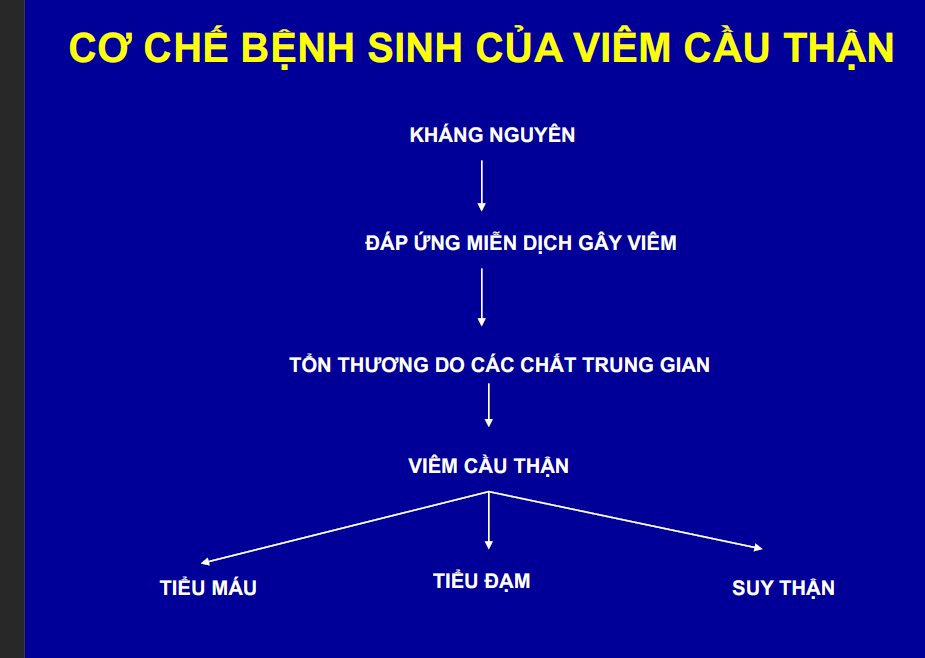 CƠ CHẾ BỆNH SINH CỦA VIÊM CẦU THẬN
KHÁNG NGUYÊN
ĐÁP ỨNG MIỄN DỊCH GÂY VIÊM
TỔN THƯƠNG DO CÁC CHẤT TRUNG GIAN
VIÊM CẦU THẬN
TIỂU MÁU
TIỂU ĐẠM
SUY THẬN